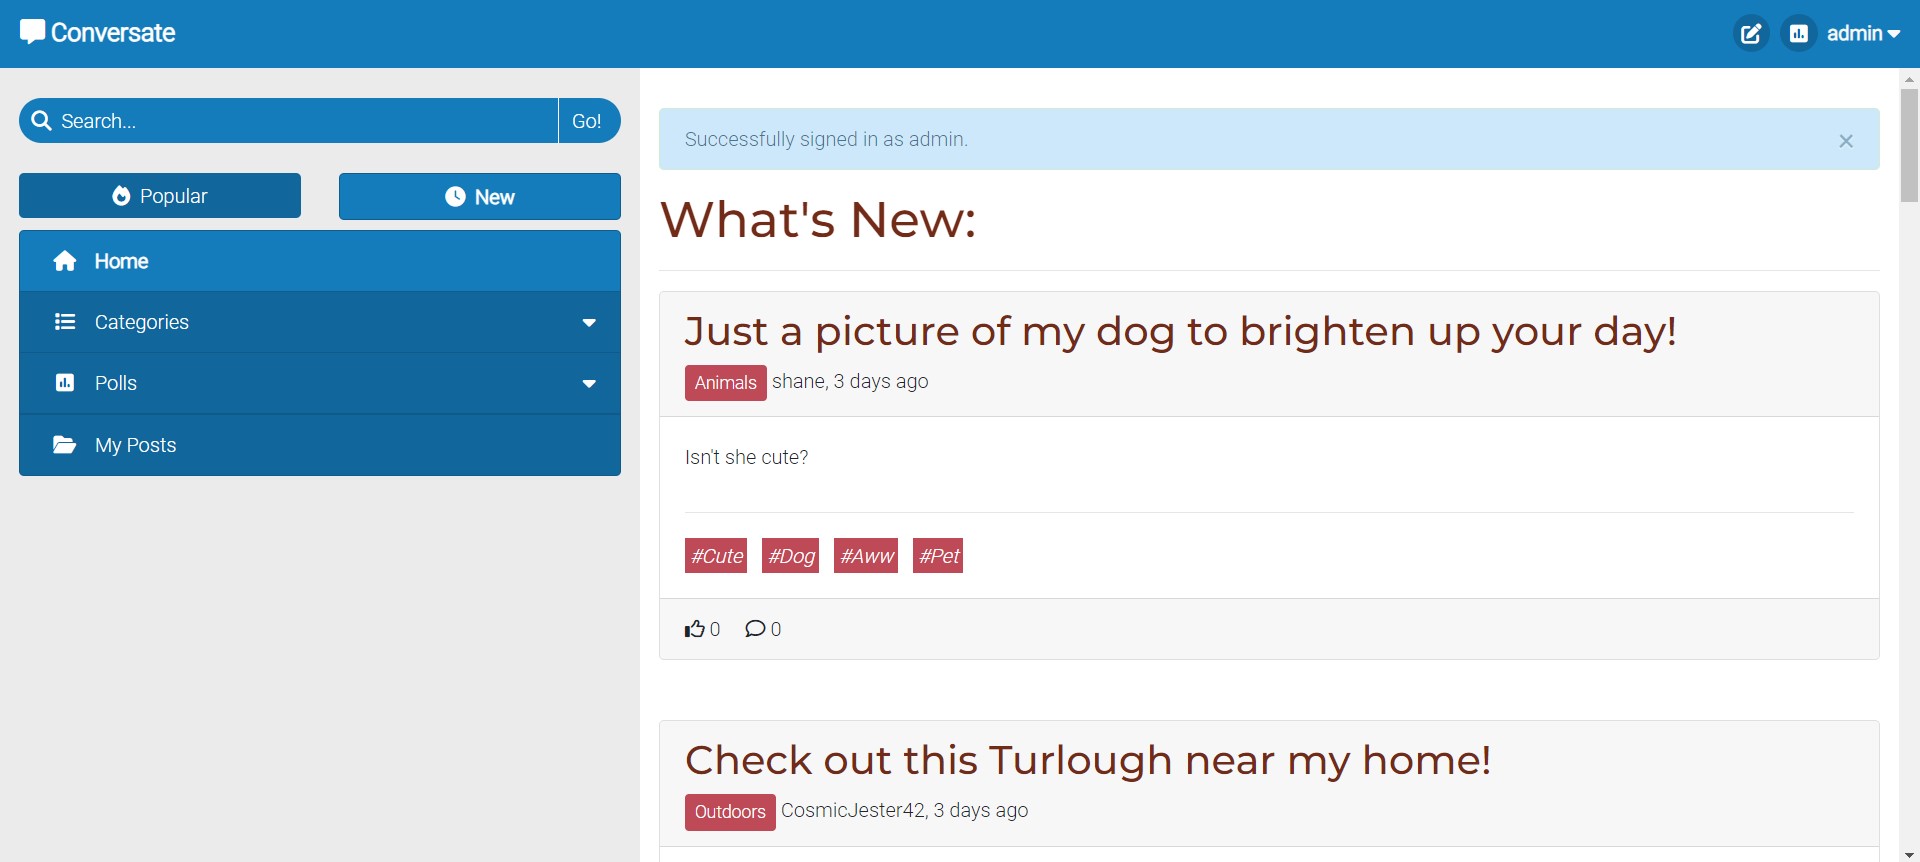 Conversate
admin
Search...
Go!
Popular
New
Home
Categories
Polls
My Posts
Successfully signed in as admin.
×
What's New:
Just a picture of my dog to brighten up your day!
Animals shane, 3 days ago
Isn't she cute?
#Cute #Dog #Aww #Pet
0 0
Check out this Turlough near my home!
Outdoors CosmicJester42, 3 days ago